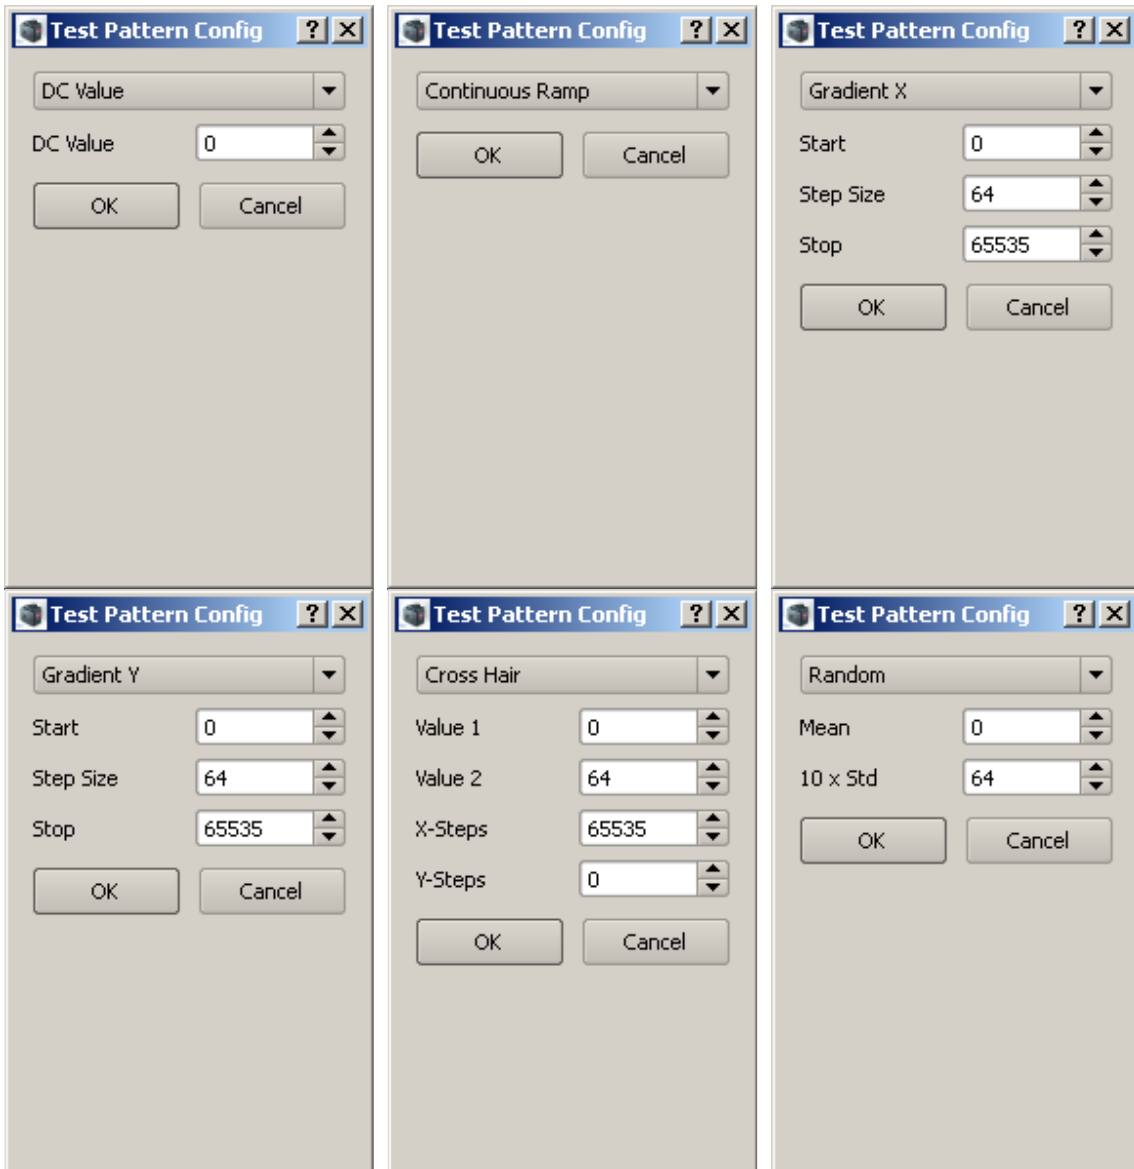 Test Pattern Config
DC Value
DC Value 0
OK Cancel
Test Pattern Config
Continuous Ramp
OK Cancel
Test Pattern Config
Gradient X
Start 0
Step Size 64
Stop 65535
OK Cancel
Test Pattern Config
Gradient Y
Start 0
Step Size 64
Stop 65535
OK Cancel
Test Pattern Config
Cross Hair
Value 1 0
Value 2 64
X-Steps 65535
Y-Steps 0
OK Cancel
Test Pattern Config
Random
Mean 0
10 x Std 64
OK Cancel